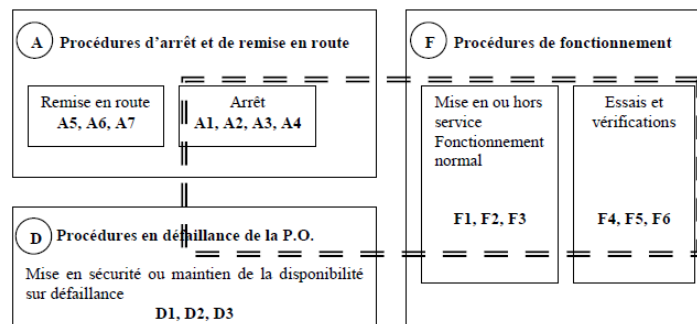 A Procédures d'arrêt et de remise en route
Remise en route
A5, A6, A7
Arrêt
A1, A2, A3, A4
D Procédures en défaillance de la P.O.
Mise en sécurité ou maintien de la disponibilité
sur défaillance
D1, D2, D3
F Procédures de fonctionnement
Mise en ou hors
service
Fonctionnement
normal
F1, F2, F3
Essais et
vérifications
F4, F5, F6